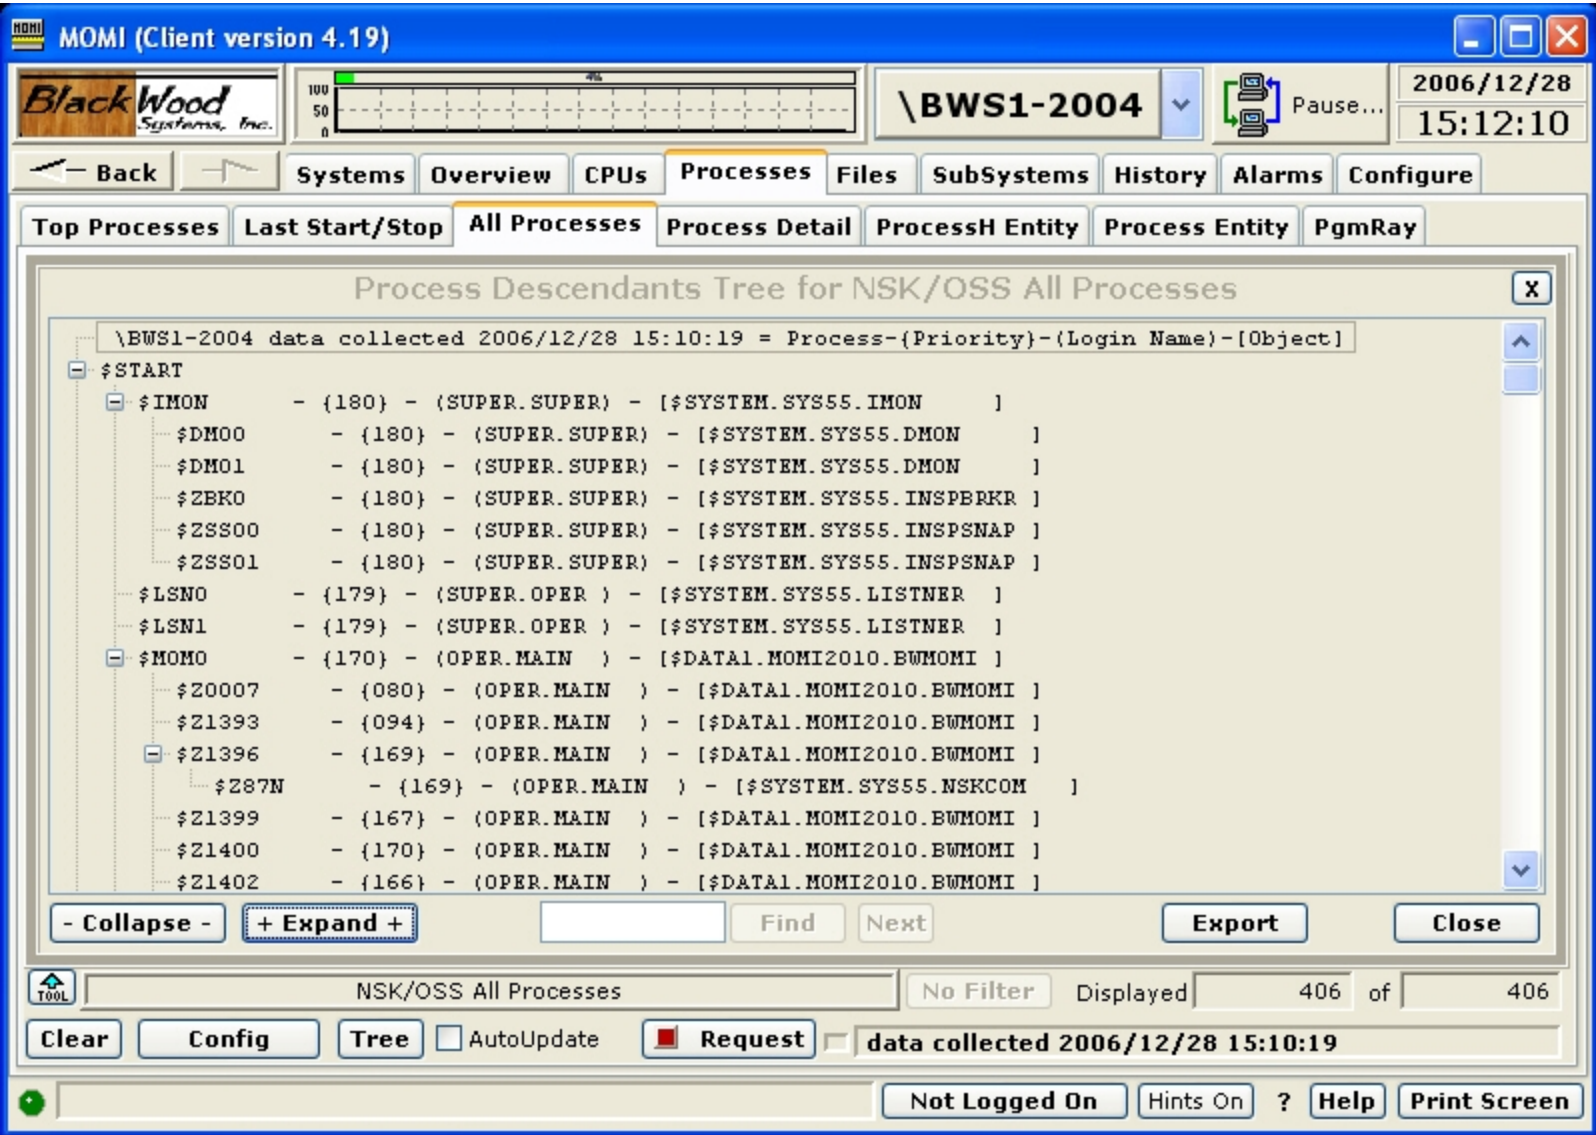 MOMI
MOMI (Client version 4.19)
BlackWood
Systems, Inc.
100
50
0
4%
\BWS1-2004
Pause...
2006/12/28
15:12:10
Back
Systems Overview CPUs Processes Files SubSystems History Alarms Configure
Top Processes Last Start/Stop All Processes Process Detail ProcessH Entity Process Entity PgmRay
Process Descendants Tree for NSK/OSS All Processes X
\BWS1-2004 data collected 2006/12/28 15:10:19 = Process-{Priority}-(Login Name)-[Object]
$START
$IMON - {180} - (SUPER.SUPER) - [$SYSTEM.SYS55.IMON ]
$DM00 - {180} - (SUPER.SUPER) - [$SYSTEM.SYS55.DMON ]
$DM01 - {180} - (SUPER.SUPER) - [$SYSTEM.SYS55.DMON ]
$ZBK0 - {180} - (SUPER.SUPER) - [$SYSTEM.SYS55.INSPBRKR ]
$ZSS00 - {180} - (SUPER.SUPER) - [$SYSTEM.SYS55.INSPSNAP ]
$ZSS01 - {180} - (SUPER.SUPER) - [$SYSTEM.SYS55.INSPSNAP ]
$LSN0 - {179} - (SUPER.OPER ) - [$SYSTEM.SYS55.LISTNER ]
$LSN1 - {179} - (SUPER.OPER ) - [$SYSTEM.SYS55.LISTNER ]
$MOMO - {170} - (OPER.MAIN ) - [$DATA1.MOMI2010.BWMOMI ]
$Z0007 - {080} - (OPER.MAIN ) - [$DATA1.MOMI2010.BWMOMI ]
$Z1393 - {094} - (OPER.MAIN ) - [$DATA1.MOMI2010.BWMOMI ]
$Z1396 - {169} - (OPER.MAIN ) - [$DATA1.MOMI2010.BWMOMI ]
$Z87N - {169} - (OPER.MAIN ) - [$SYSTEM.SYS55.NSKCOM ]
$Z1399 - {167} - (OPER.MAIN ) - [$DATA1.MOMI2010.BWMOMI ]
$Z1400 - {170} - (OPER.MAIN ) - [$DATA1.MOMI2010.BWMOMI ]
$Z1402 - {166} - (OPER.MAIN ) - [$DATA1.MOMI2010.BWMOMI ]
- Collapse - + Expand + Find Next Export Close
TOOL NSK/OSS All Processes No Filter Displayed 406 of 406
Clear Config Tree AutoUpdate Request data collected 2006/12/28 15:10:19
Not Logged On Hints On ? Help Print Screen